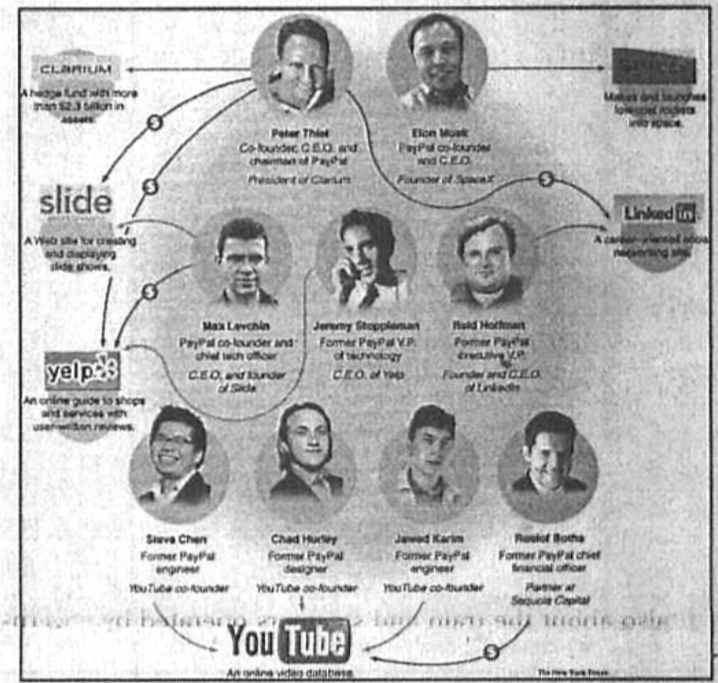 CLARIUM
A hedge fund with more
than $2.3 billion in
assets.
Peter Thiel
Co-founder, C.E.O. and
chairman of PayPal
President of Clarium
Elon Musk
PayPal co-founder
and C.E.O.
Founder of SpaceX
Makes and launches
low-cost rockets
into space.
$
$
$
slide
A Web site for creating
and displaying
slide shows.
Linked in
A career-oriented social
networking site.
$
Max Levchin
PayPal co-founder and
chief tech officer
C.E.O. and founder
of Slide
Jeremy Stoppleman
Former PayPal V.P.
of technology
C.E.O. of Yelp
Reid Hoffman
Former PayPal
executive V.P.
Founder and C.E.O.
of LinkedIn
yelp
An online guide to shops
and services with
user-written reviews.
Steve Chen
Former PayPal
engineer
YouTube co-founder
Chad Hurley
Former PayPal
designer
YouTube co-founder
Jawed Karim
Former PayPal
engineer
YouTube co-founder
Roelof Botha
Former PayPal chief
financial officer
Partner at
Sequoia Capital
$
YouTube
An online video database.
The New York Times